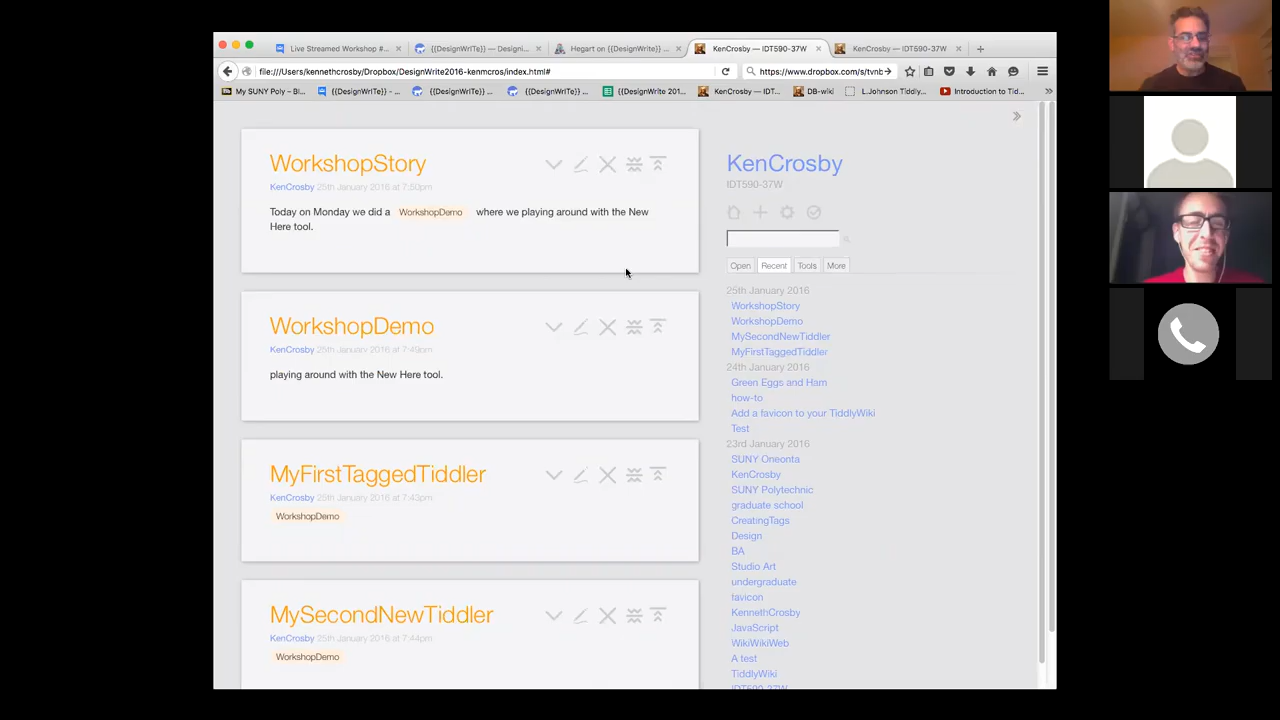 Live Streamed Workshop #...
{{DesignWriTe}} — Designi...
Hegart on {{DesignWriTe}} ...
KenCrosby — IDT590-37W
KenCrosby — IDT590-37W
file:///Users/kennethcrosby/Dropbox/DesignWrite2016-kenmcros/index.html#
https://www.dropbox.com/s/tvnb
My SUNY Poly – B...
{{DesignWriTe}} - ...
{{DesignWriTe}} ...
{{DesignWriTe}} ...
{{DesignWrite 201...
KenCrosby — IDT...
DB-wiki
L.Johnson Tiddly...
Introduction to Tid...
WorkshopStory
KenCrosby 25th January 2016 at 7:50pm
Today on Monday we did a WorkshopDemo where we playing around with the New
Here tool.
WorkshopDemo
KenCrosby 25th January 2016 at 7:49pm
playing around with the New Here tool.
MyFirstTaggedTiddler
KenCrosby 25th January 2016 at 7:43pm
WorkshopDemo
MySecondNewTiddler
KenCrosby 25th January 2016 at 7:44pm
WorkshopDemo
KenCrosby
IDT590-37W
Open Recent Tools More
25th January 2016
WorkshopStory
WorkshopDemo
MySecondNewTiddler
MyFirstTaggedTiddler
24th January 2016
Green Eggs and Ham
how-to
Add a favicon to your TiddlyWiki
Test
23rd January 2016
SUNY Oneonta
KenCrosby
SUNY Polytechnic
graduate school
CreatingTags
Design
BA
Studio Art
undergraduate
favicon
KennethCrosby
JavaScript
WikiWikiWeb
A test
TiddlyWiki
IDT590-37W